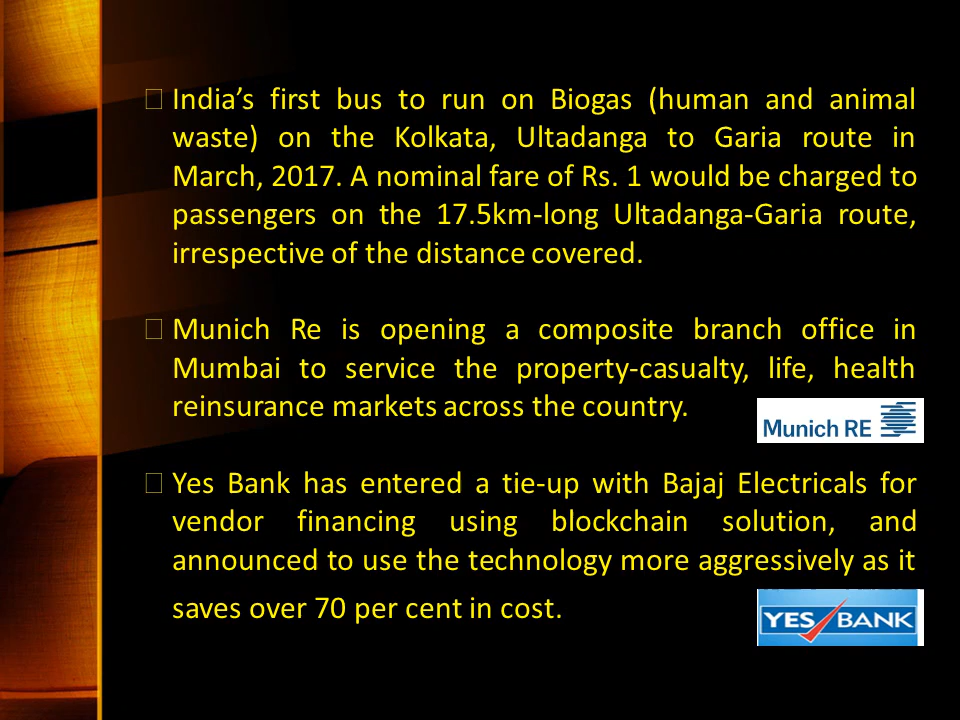 India’s first bus to run on Biogas (human and animal
waste) on the Kolkata, Ultadanga to Garia route in
March, 2017. A nominal fare of Rs. 1 would be charged to
passengers on the 17.5km-long Ultadanga-Garia route,
irrespective of the distance covered.
Munich Re is opening a composite branch office in
Mumbai to service the property-casualty, life, health
reinsurance markets across the country.
Munich RE
Yes Bank has entered a tie-up with Bajaj Electricals for
vendor financing using blockchain solution, and
announced to use the technology more aggressively as it
saves over 70 per cent in cost.
YES BANK